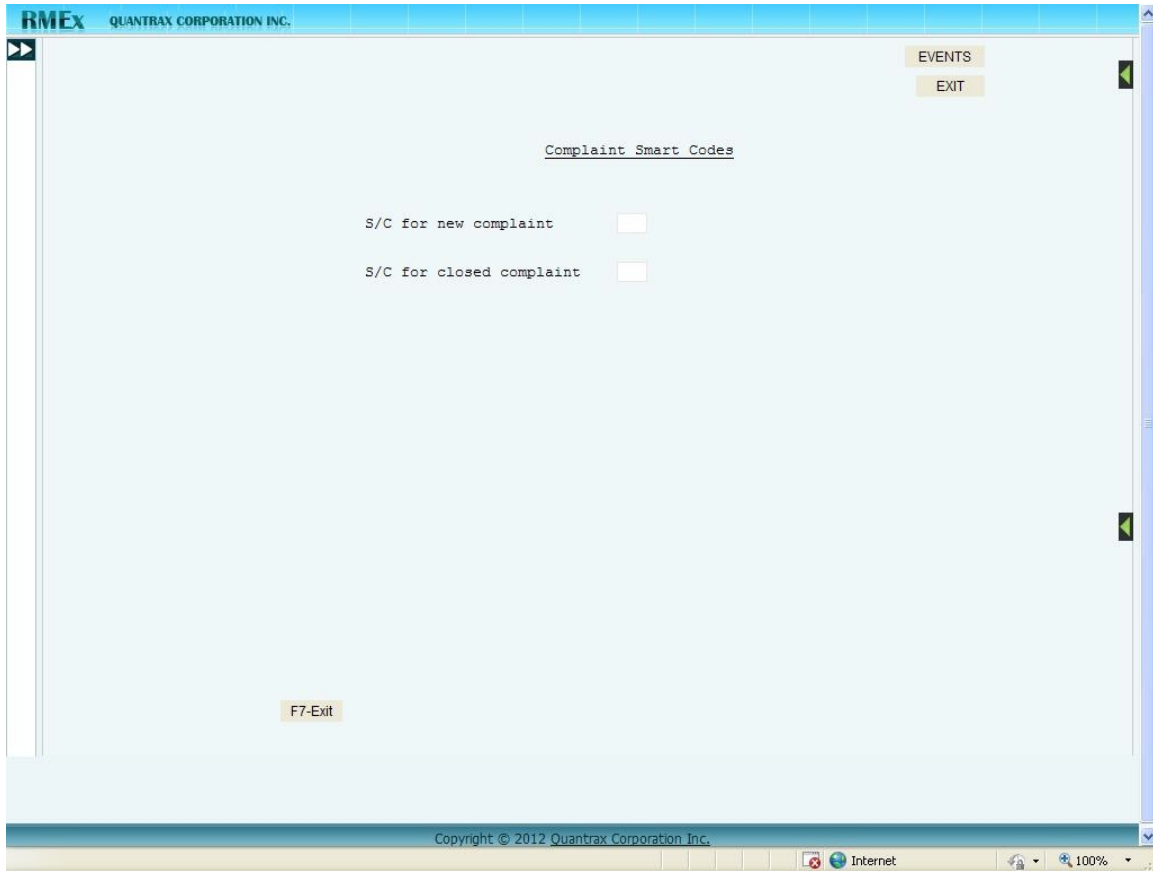 RMEx QUANTRAX CORPORATION INC.
EVENTS
EXIT
Complaint Smart Codes
S/C for new complaint
S/C for closed complaint
F7-Exit
Copyright © 2012 Quantrax Corporation Inc.
Internet 100%